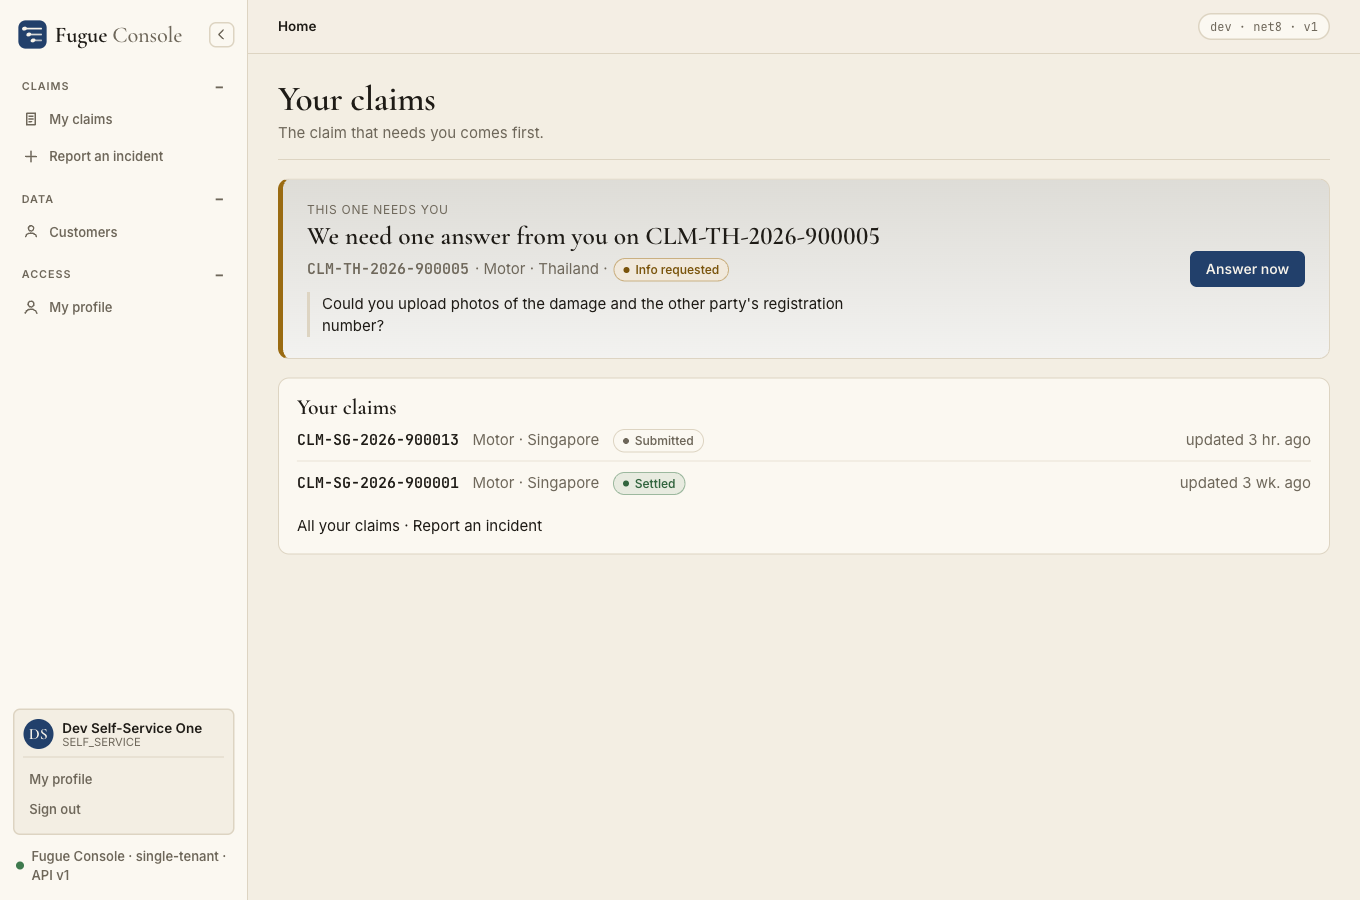 Fugue Console
CLAIMS
My claims
Report an incident
DATA
Customers
ACCESS
My profile
DS
Dev Self-Service One
SELF_SERVICE
My profile
Sign out
Fugue Console · single-tenant ·
API v1
Home
dev · net8 · v1
Your claims
The claim that needs you comes first.
THIS ONE NEEDS YOU
We need one answer from you on CLM-TH-2026-900005
CLM-TH-2026-900005 · Motor · Thailand · Info requested
Could you upload photos of the damage and the other party's registration
number?
Answer now
Your claims
CLM-SG-2026-900013 Motor · Singapore Submitted updated 3 hr. ago
CLM-SG-2026-900001 Motor · Singapore Settled updated 3 wk. ago
All your claims · Report an incident